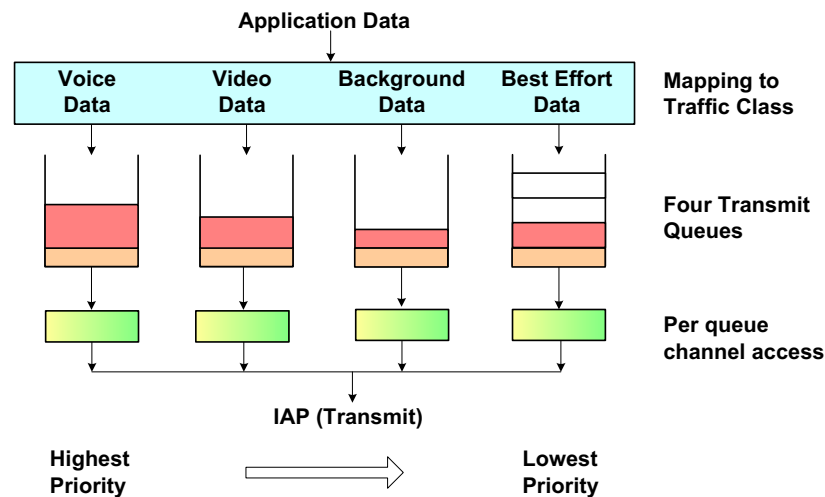 Application Data
Voice Data
Video Data
Background Data
Best Effort Data
Mapping to Traffic Class
Four Transmit Queues
Per queue channel access
IAP (Transmit)
Highest Priority
Lowest Priority